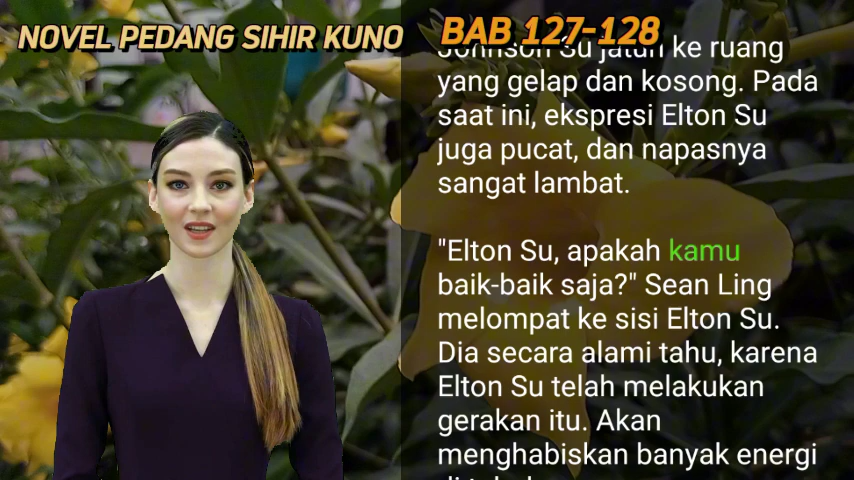 NOVEL PEDANG SIHIR KUNO
BAB 127-128
Johnson Su jatuh ke ruang
yang gelap dan kosong. Pada
saat ini, ekspresi Elton Su
juga pucat, dan napasnya
sangat lambat.
"Elton Su, apakah kamu
baik-baik saja?" Sean Ling
melompat ke sisi Elton Su.
Dia secara alami tahu, karena
Elton Su telah melakukan
gerakan itu. Akan
menghabiskan banyak energi